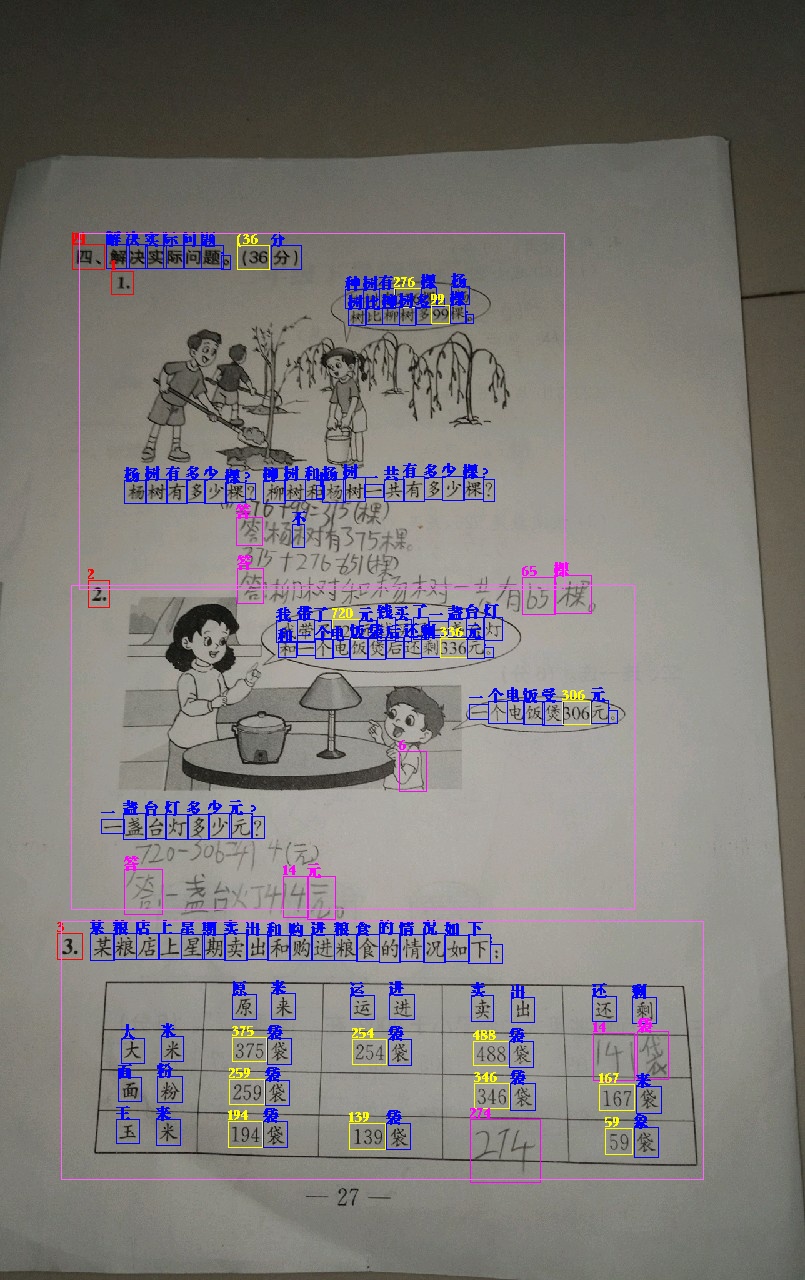 四、解决实际问题。(36分)
1.
柳树有276棵，杨
树比柳树多99棵。
杨树有多少棵？柳树和杨树一共有多少棵？
276+99=375(棵)
答:杨树有375棵。
375+276=651(棵)
答:柳树和杨树一共有651棵。
2.
我带了720元钱，买了一盏台灯
和一个电饭煲后还剩336元。
一个电饭煲306元。
一盏台灯多少元？
720-306=414(元)
答:一盏台灯414元。
3. 某粮店上星期卖出和购进粮食的情况如下：
原来 运进 卖出 还剩
大米 375袋 254袋 488袋 141袋
面粉 259袋 346袋 167袋
玉米 194袋 139袋 274 59袋
— 27 —